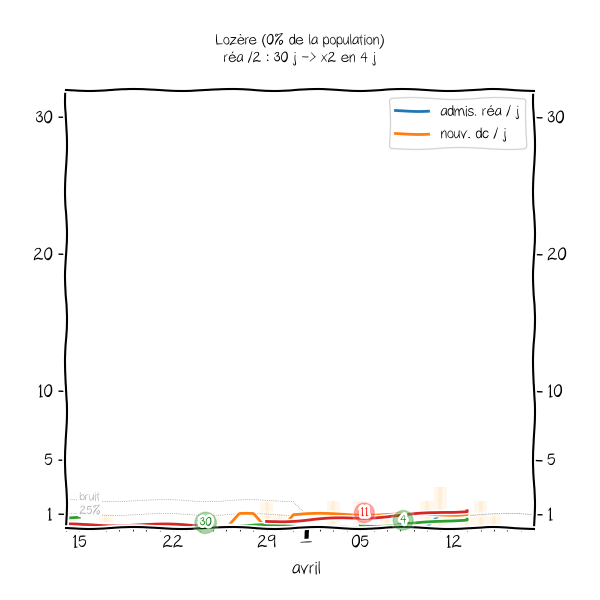 Lozère (0% de la population)
réa /2 : 30 j -> x2 en 4 j
admis. réa / j
nouv. dc / j
30 30
20 20
10 10
5 5
bruit
25%
1 1
30 11 4
15 22 29 1 05 12
avril